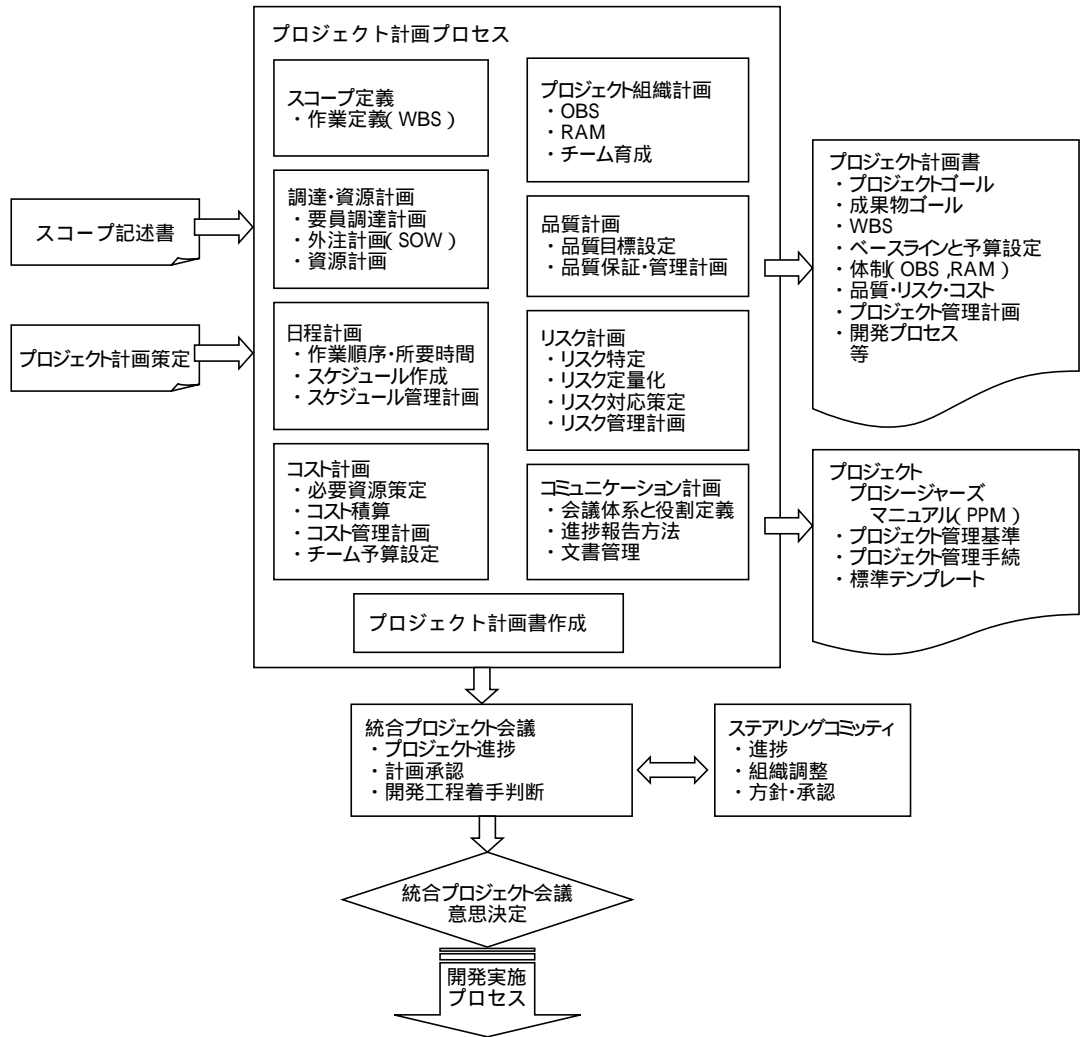 プロジェクト計画プロセス
スコープ定義
・作業定義(WBS)
調達・資源計画
・要員調達計画
・外注計画(SOW)
・資源計画
日程計画
・作業順序・所要時間
・スケジュール作成
・スケジュール管理計画
コスト計画
・必要資源策定
・コスト積算
・コスト管理計画
・チーム予算設定
プロジェクト組織計画
・OBS
・RAM
・チーム育成
品質計画
・品質目標設定
・品質保証・管理計画
リスク計画
・リスク特定
・リスク定量化
・リスク対応策定
・リスク管理計画
コミュニケーション計画
・会議体系と役割定義
・進捗報告方法
・文書管理
プロジェクト計画書作成
スコープ記述書
プロジェクト計画策定
プロジェクト計画書
・プロジェクトゴール
・成果物ゴール
・WBS
・ベースラインと予算設定
・体制(OBS,RAM)
・品質・リスク・コスト
・プロジェクト管理計画
・開発プロセス
等
プロジェクト
プロシージャーズ
マニュアル(PPM)
・プロジェクト管理基準
・プロジェクト管理手続
・標準テンプレート
統合プロジェクト会議
・プロジェクト進捗
・計画承認
・開発工程着手判断
ステアリングコミッティ
・進捗
・組織調整
・方針・承認
統合プロジェクト会議
意思決定
開発実施
プロセス